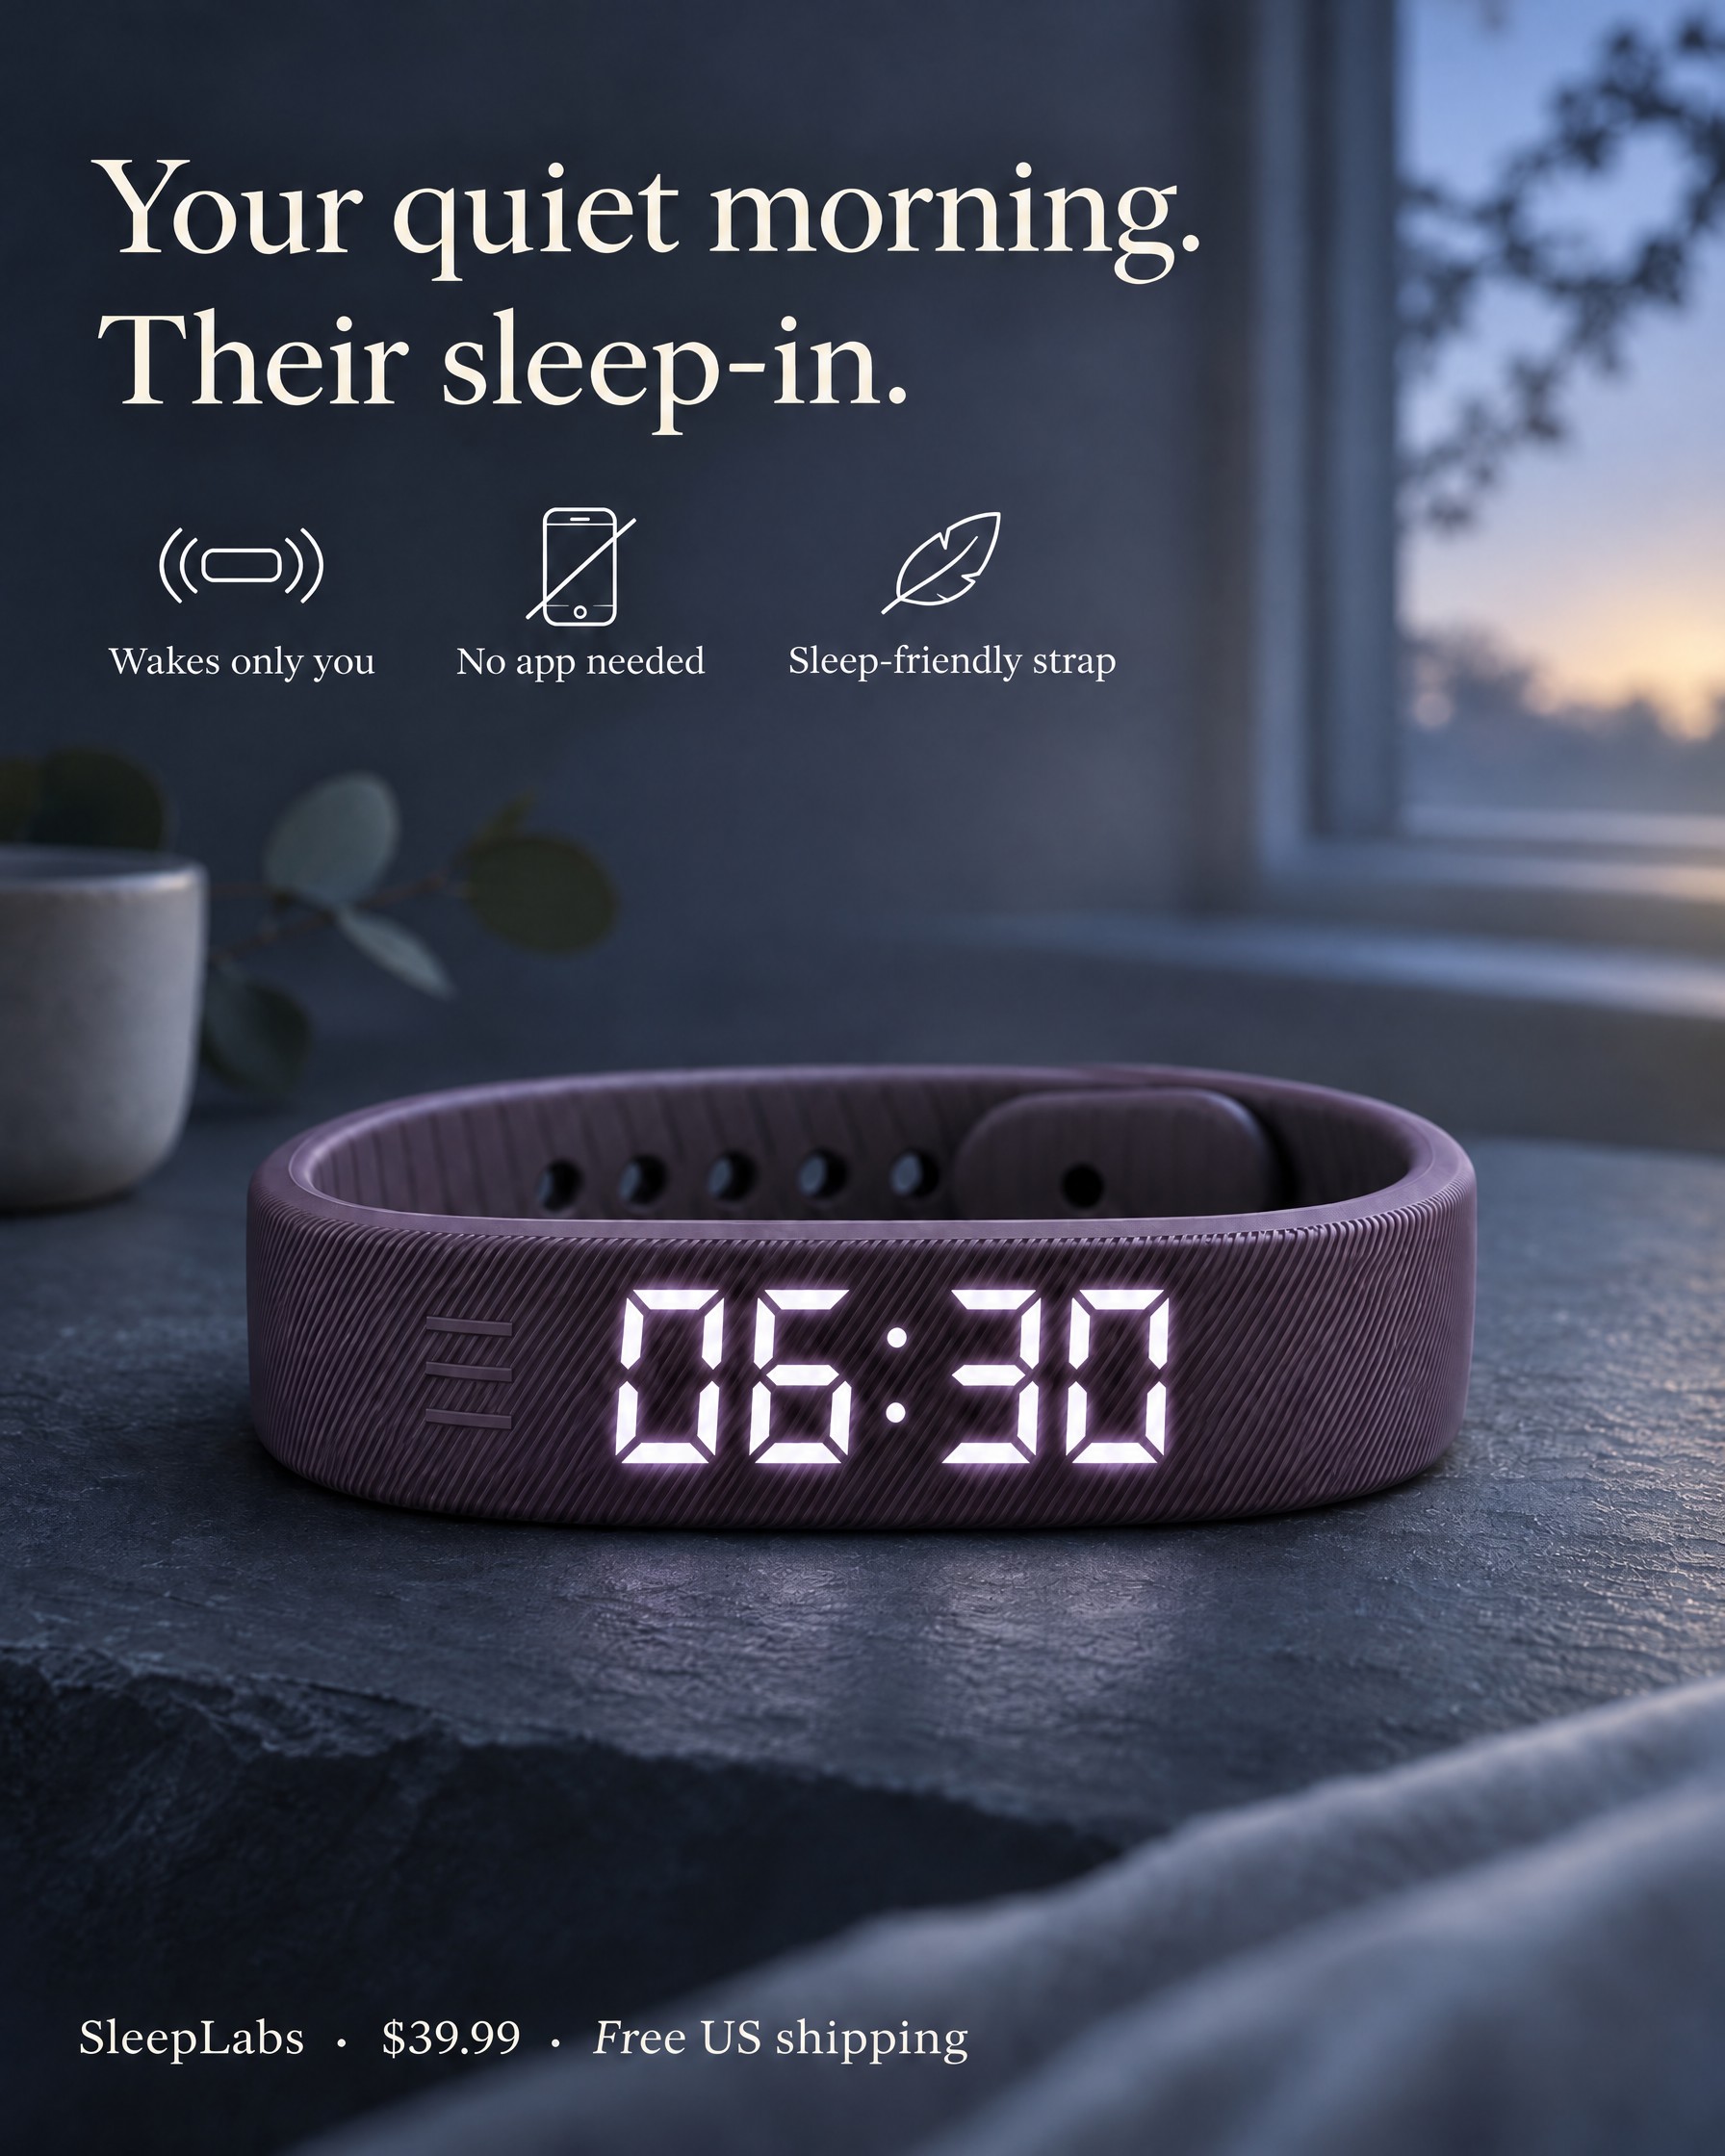 Your quiet morning.
Their sleep-in.
Wakes only you
No app needed
Sleep-friendly strap
06:30
SleepLabs · $39.99 · Free US shipping